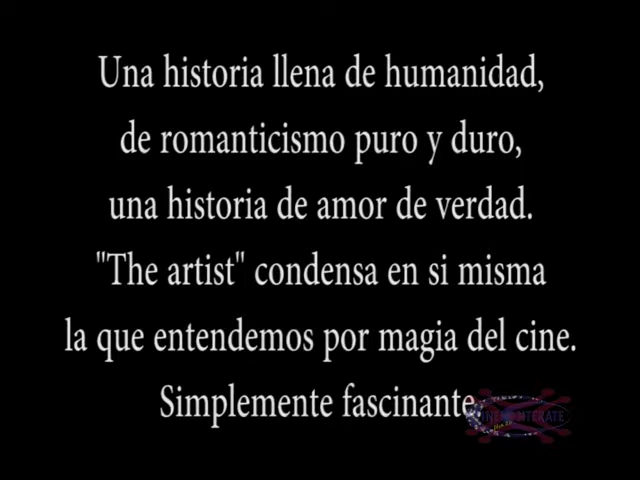 Una historia llena de humanidad,
de romanticismo puro y duro,
una historia de amor de verdad.
"The artist" condensa en si misma
la que entendemos por magia del cine.
Simplemente fascinante